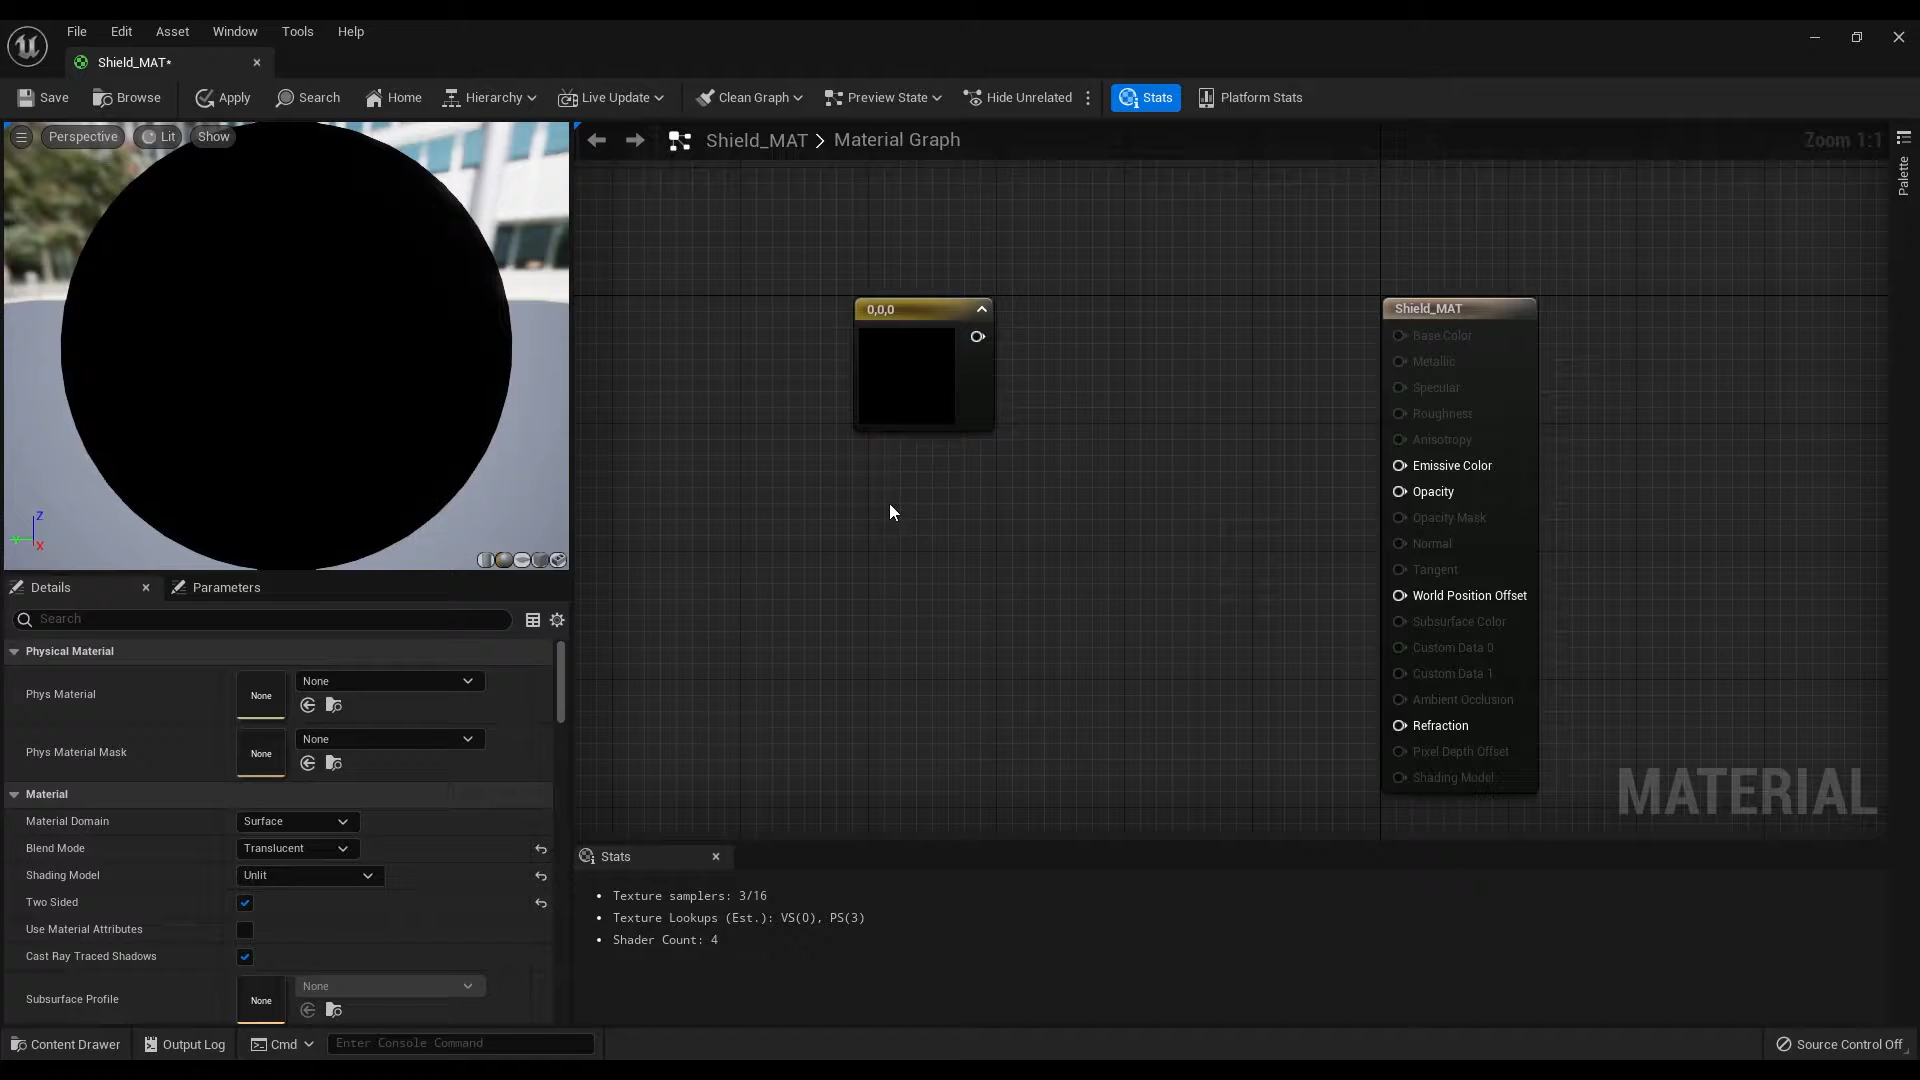 File Edit Asset Window Tools Help
Shield_MAT*
Save Browse Apply Search Home Hierarchy Live Update Clean Graph Preview State Hide Unrelated Stats Platform Stats
Perspective Lit Show
Shield_MAT > Material Graph
Zoom 1:1
Palette
0,0,0
Shield_MAT
Base Color
Metallic
Specular
Roughness
Anisotropy
Emissive Color
Opacity
Opacity Mask
Normal
Tangent
World Position Offset
Subsurface Color
Custom Data 0
Custom Data 1
Ambient Occlusion
Refraction
Pixel Depth Offset
Shading Model
MATERIAL
Z
X
Details Parameters
Search
Physical Material
Phys Material None None
Phys Material Mask None None
Material
Material Domain Surface
Blend Mode Translucent
Shading Model Unlit
Two Sided
Use Material Attributes
Cast Ray Traced Shadows
Subsurface Profile None None
Stats
• Texture samplers: 3/16
• Texture Lookups (Est.): VS(0), PS(3)
• Shader Count: 4
Content Drawer Output Log Cmd Enter Console Command Source Control Off